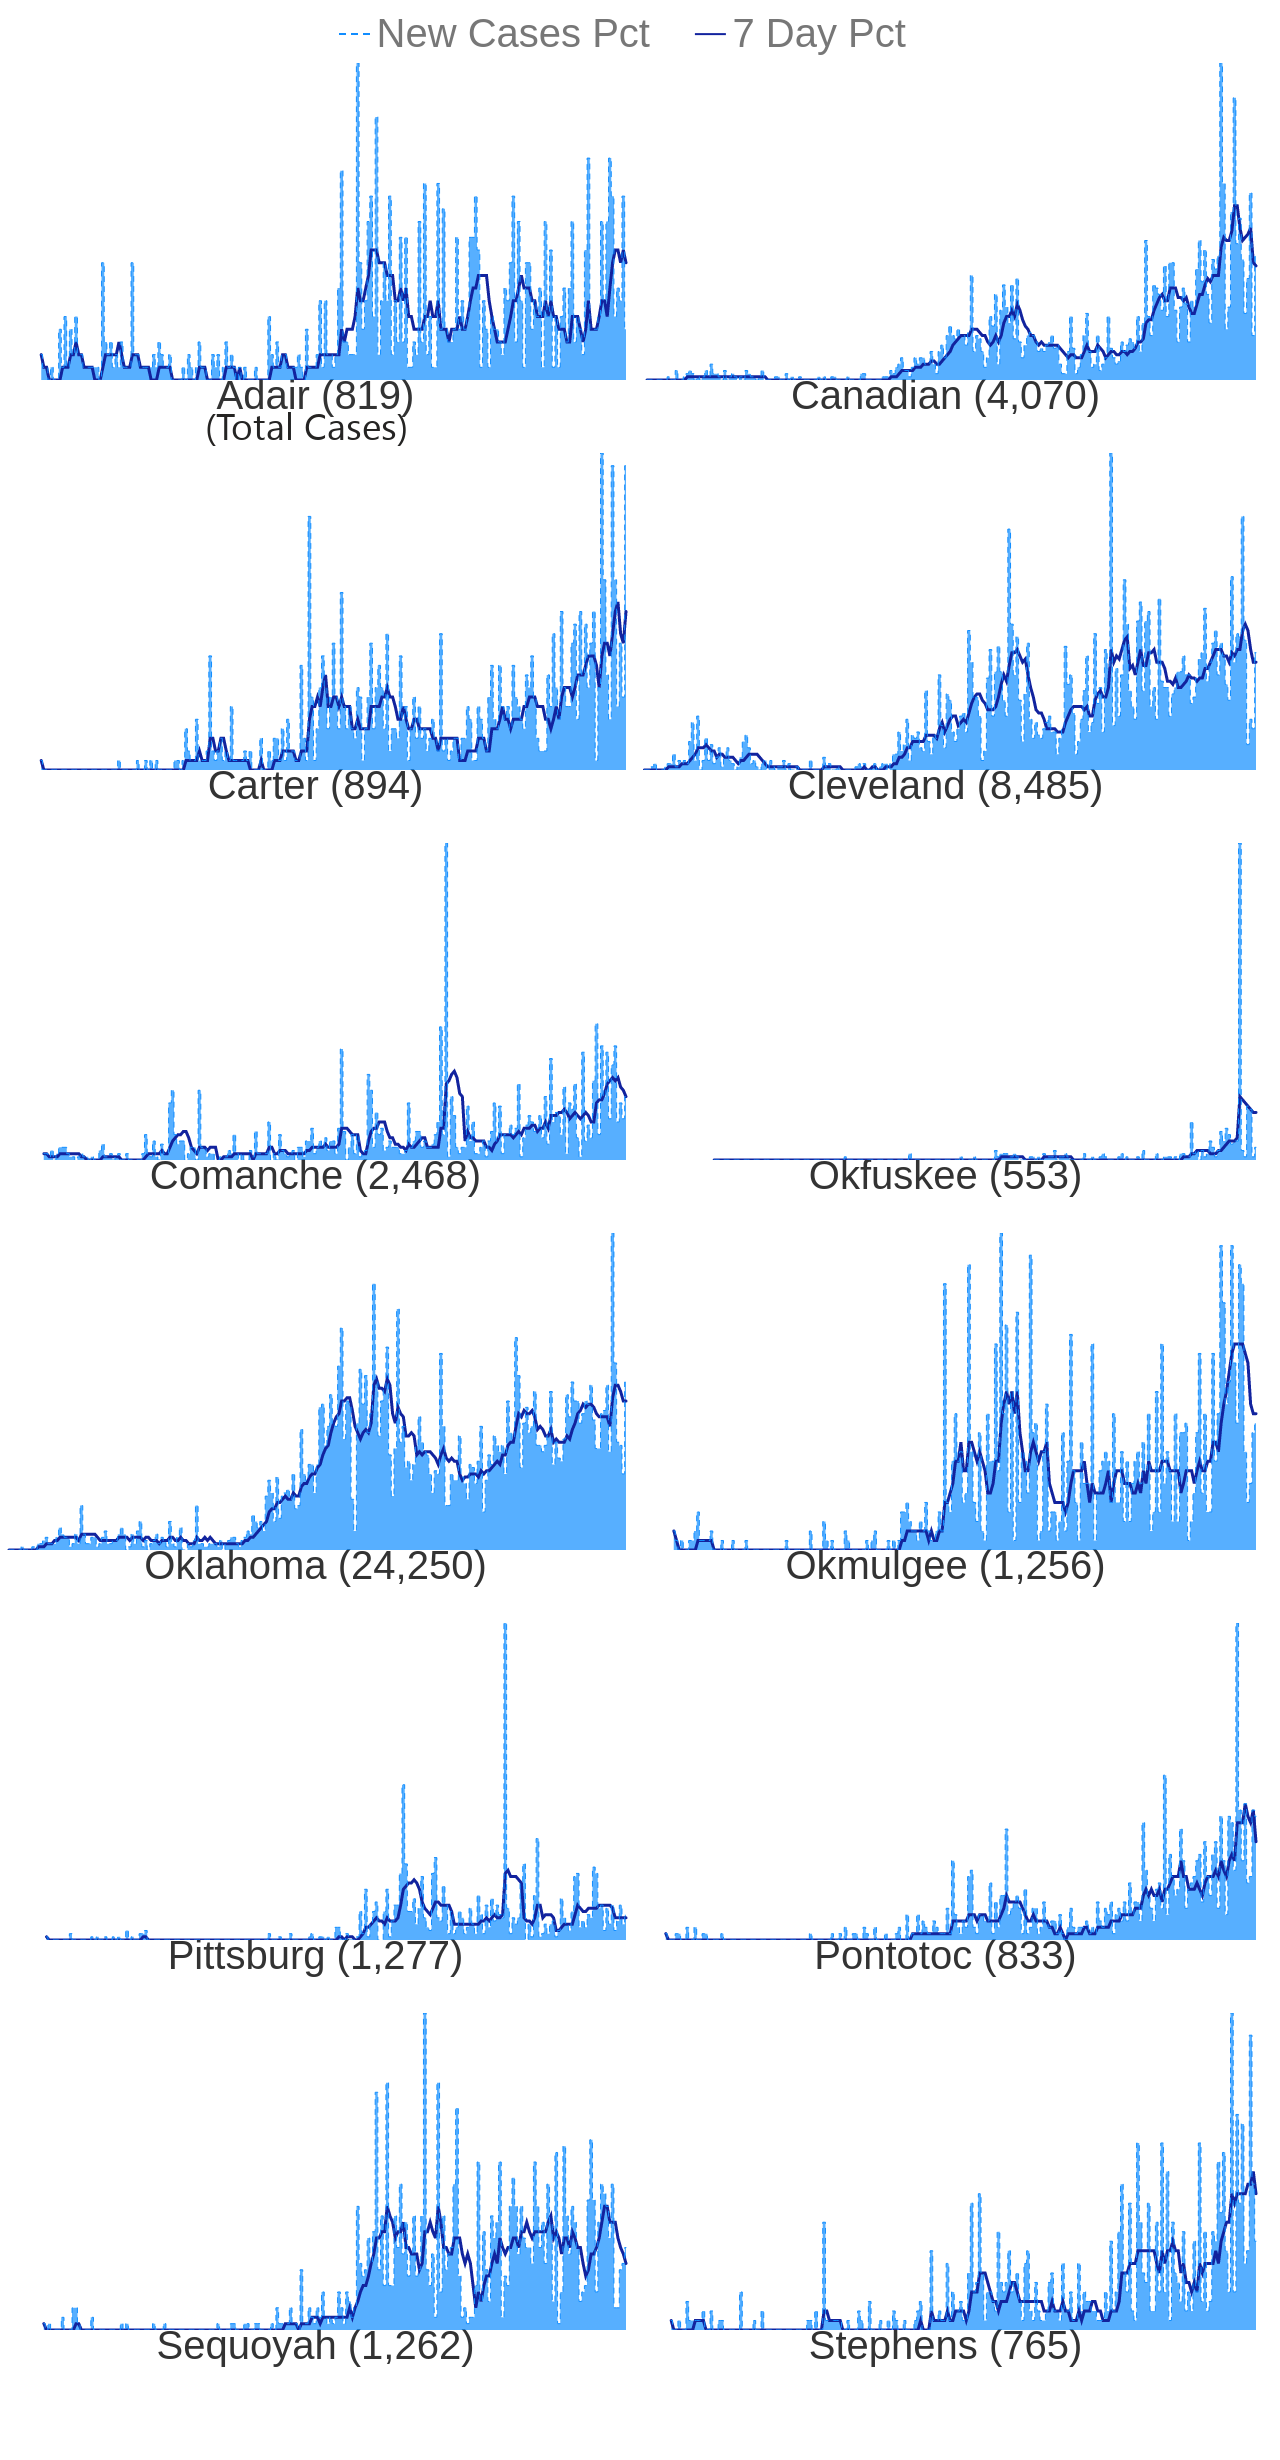 New Cases Pct 7 Day Pct
Adair (819) Canadian (4,070)
(Total Cases)
Carter (894) Cleveland (8,485)
Comanche (2,468) Okfuskee (553)
Oklahoma (24,250) Okmulgee (1,256)
Pittsburg (1,277) Pontotoc (833)
Sequoyah (1,262) Stephens (765)